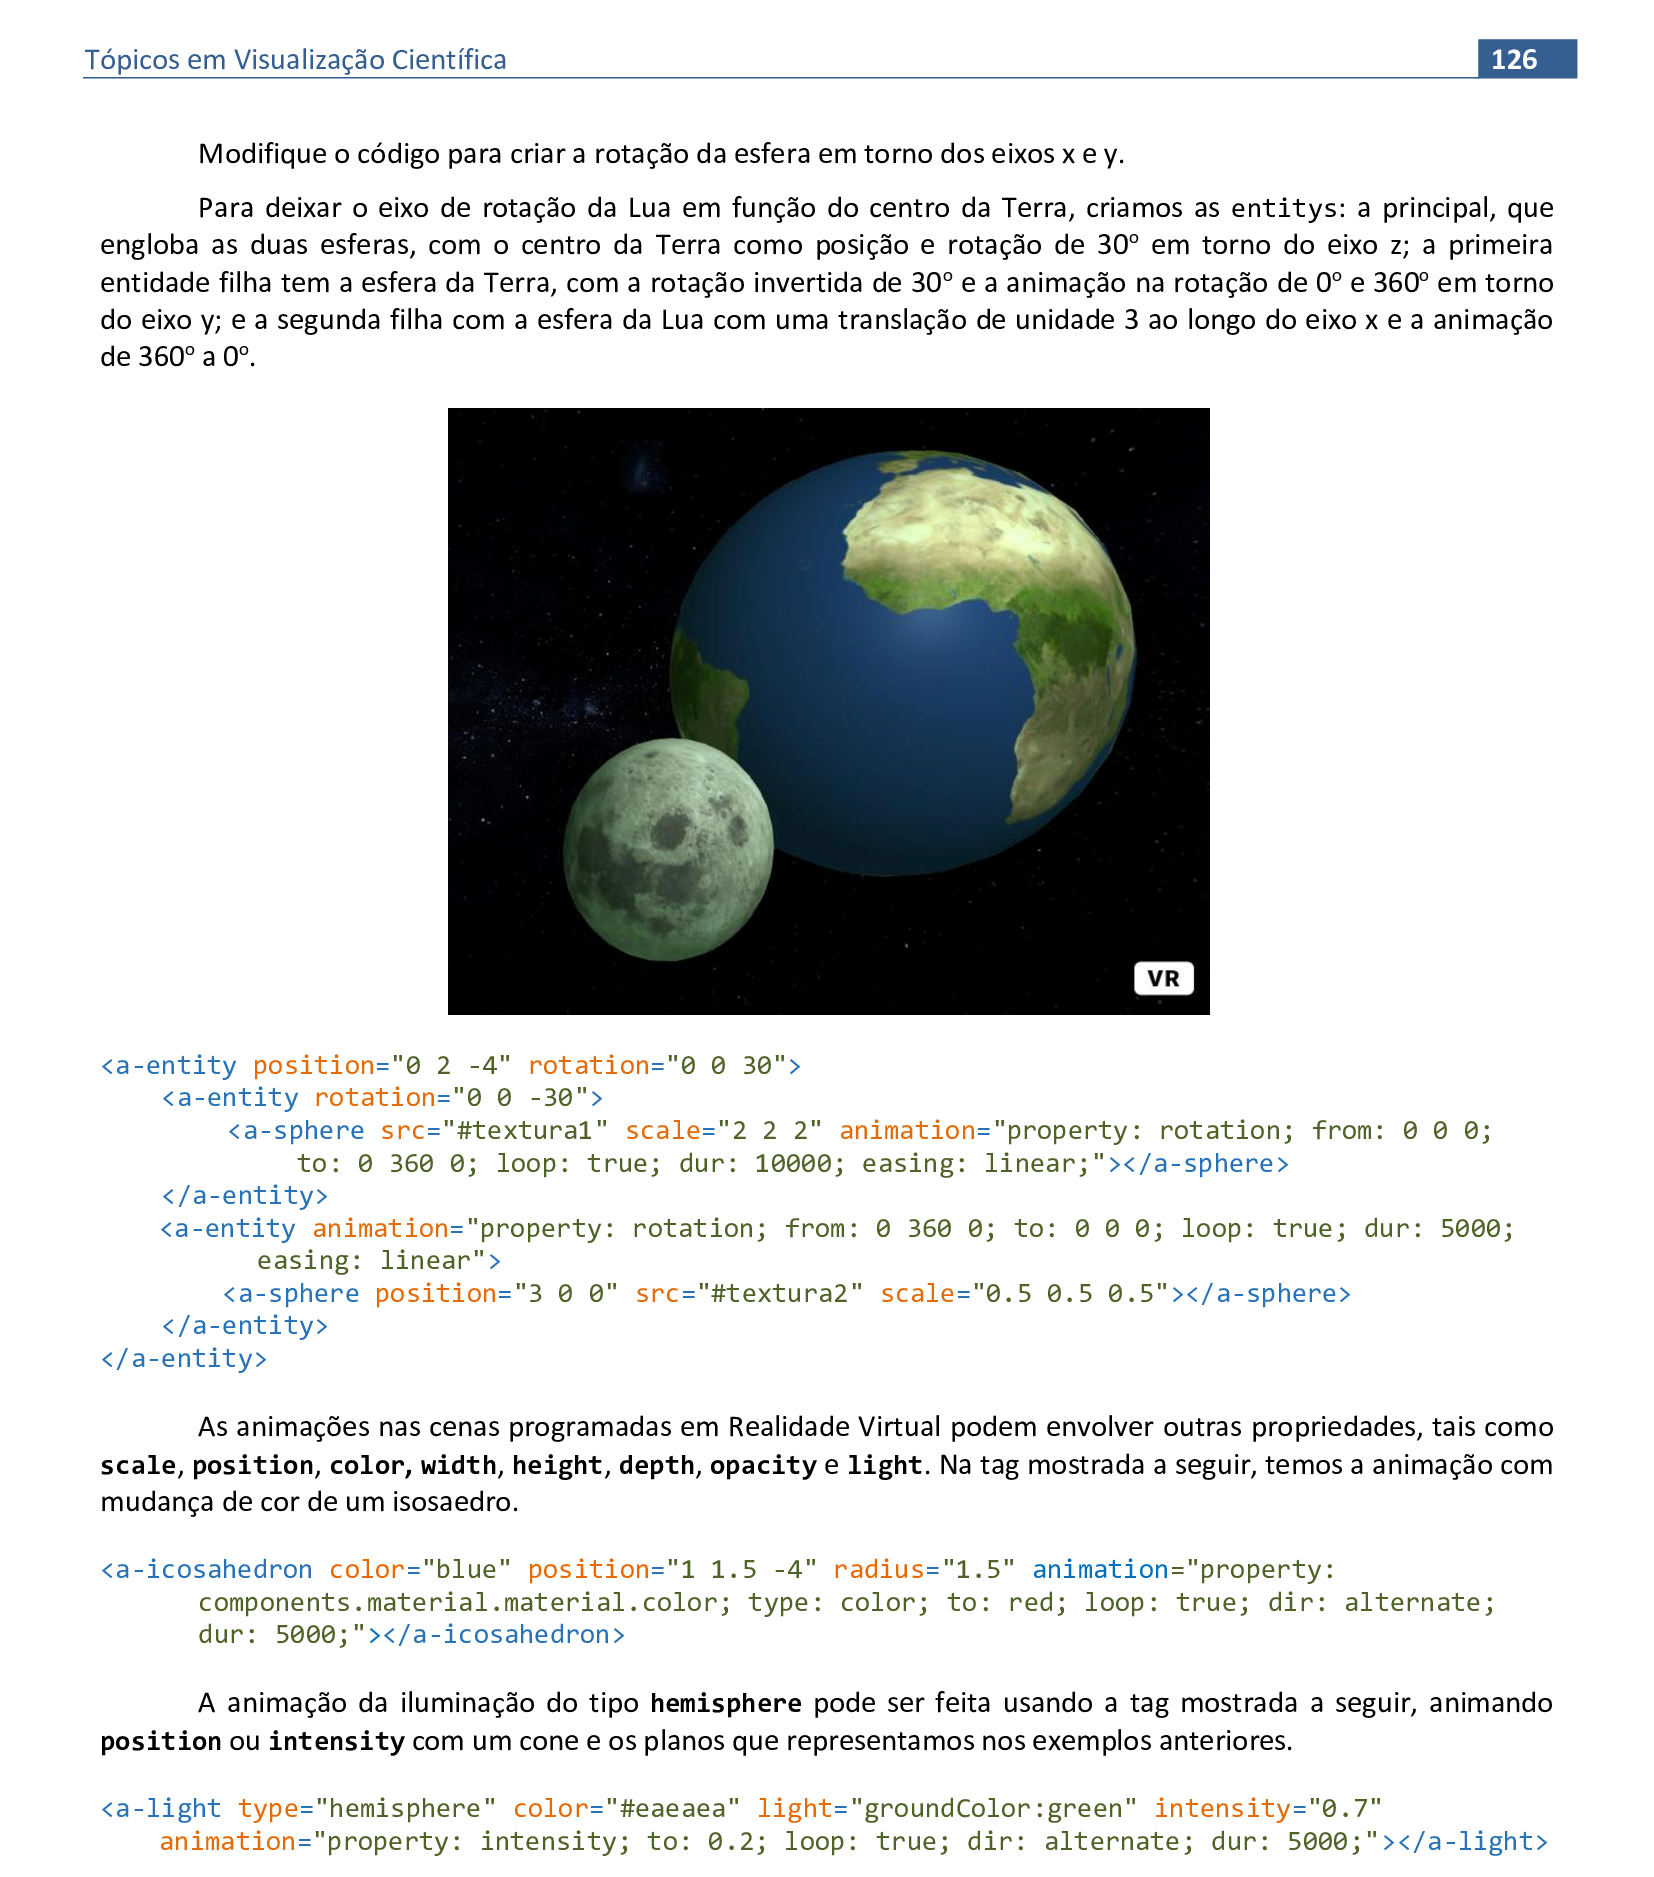 Tópicos em Visualização Científica
126
Modifique o código para criar a rotação da esfera em torno dos eixos x e y.
Para deixar o eixo de rotação da Lua em função do centro da Terra, criamos as entitys: a principal, que
engloba as duas esferas, com o centro da Terra como posição e rotação de 30º em torno do eixo z; a primeira
entidade filha tem a esfera da Terra, com a rotação invertida de 30º e a animação na rotação de 0º e 360º em torno
do eixo y; e a segunda filha com a esfera da Lua com uma translação de unidade 3 ao longo do eixo x e a animação
de 360º a 0º.
VR
<a-entity position="0 2 -4" rotation="0 0 30">
<a-entity rotation="0 0 -30">
<a-sphere src="#textura1" scale="2 2 2" animation="property: rotation; from: 0 0 0;
to: 0 360 0; loop: true; dur: 10000; easing: linear;"></a-sphere>
</a-entity>
<a-entity animation="property: rotation; from: 0 360 0; to: 0 0 0; loop: true; dur: 5000;
easing: linear">
<a-sphere position="3 0 0" src="#textura2" scale="0.5 0.5 0.5"></a-sphere>
</a-entity>
</a-entity>
As animações nas cenas programadas em Realidade Virtual podem envolver outras propriedades, tais como
scale, position, color, width, height, depth, opacity e light. Na tag mostrada a seguir, temos a animação com
mudança de cor de um isosaedro.
<a-icosahedron color="blue" position="1 1.5 -4" radius="1.5" animation="property:
components.material.material.color; type: color; to: red; loop: true; dir: alternate;
dur: 5000;"></a-icosahedron>
A animação da iluminação do tipo hemisphere pode ser feita usando a tag mostrada a seguir, animando
position ou intensity com um cone e os planos que representamos nos exemplos anteriores.
<a-light type="hemisphere" color="#eaeaea" light="groundColor:green" intensity="0.7"
animation="property: intensity; to: 0.2; loop: true; dir: alternate; dur: 5000;"></a-light>